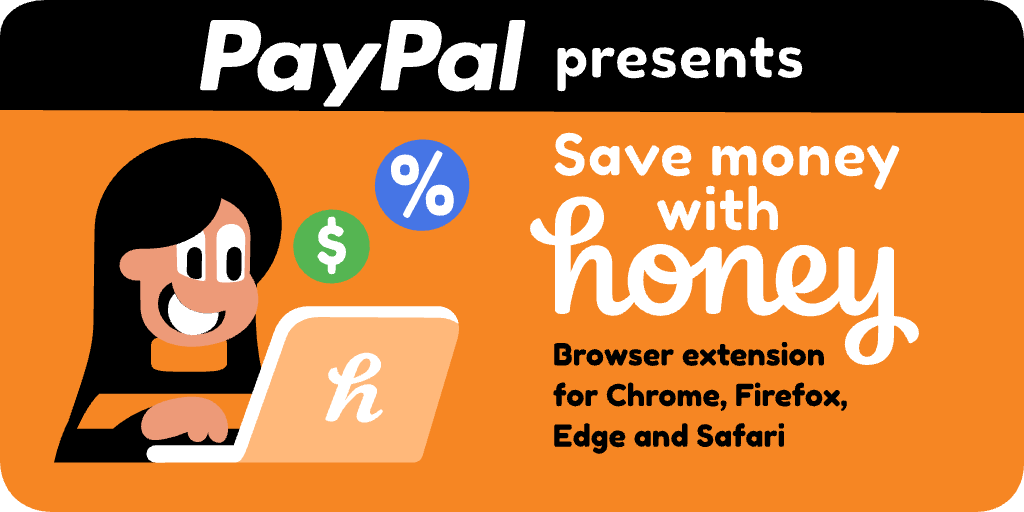 PayPal presents
$
%
Save money
with
honey
Browser extension
for Chrome, Firefox,
Edge and Safari
h